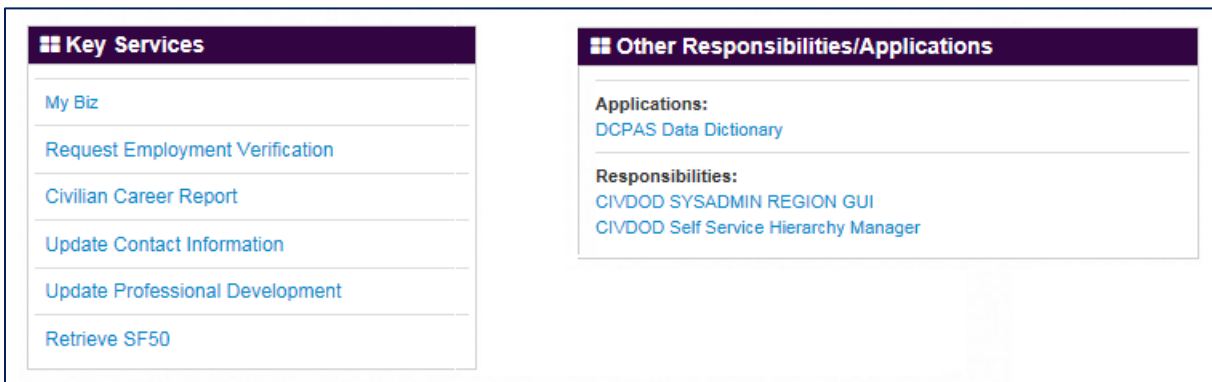 Key Services
My Biz
Request Employment Verification
Civilian Career Report
Update Contact Information
Update Professional Development
Retrieve SF50
Other Responsibilities/Applications
Applications:
DCPAS Data Dictionary
Responsibilities:
CIVDOD SYSADMIN REGION GUI
CIVDOD Self Service Hierarchy Manager